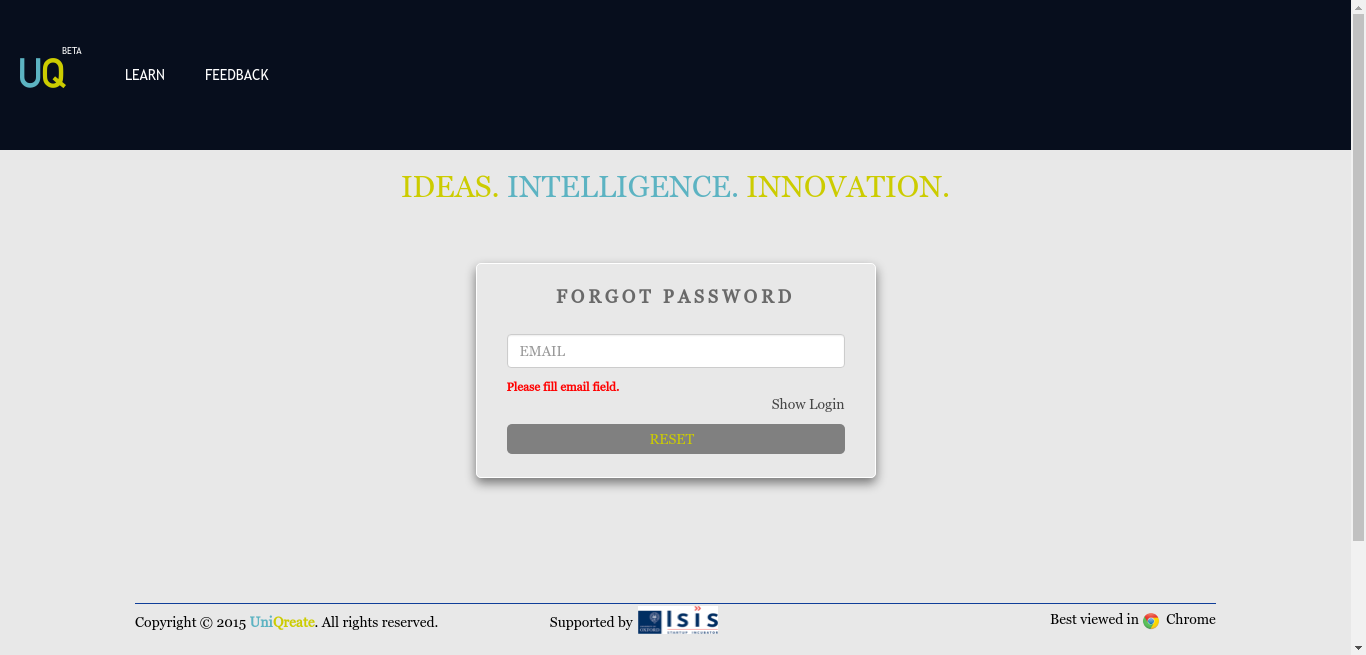 BETA
UQ
LEARN FEEDBACK
IDEAS. INTELLIGENCE. INNOVATION.
FORGOT PASSWORD
EMAIL
Please fill email field.
Show Login
RESET
Copyright © 2015 UniQreate. All rights reserved.
Supported by
OXFORD
Isis
STARTUP INCUBATOR
Best viewed in Chrome